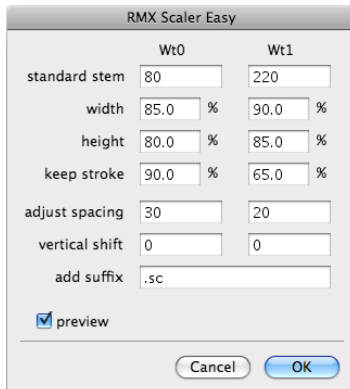 RMX Scaler Easy
Wt0 Wt1
standard stem 80 220
width 85.0 % 90.0 %
height 80.0 % 85.0 %
keep stroke 90.0 % 65.0 %
adjust spacing 30 20
vertical shift 0 0
add suffix .sc
preview
Cancel OK